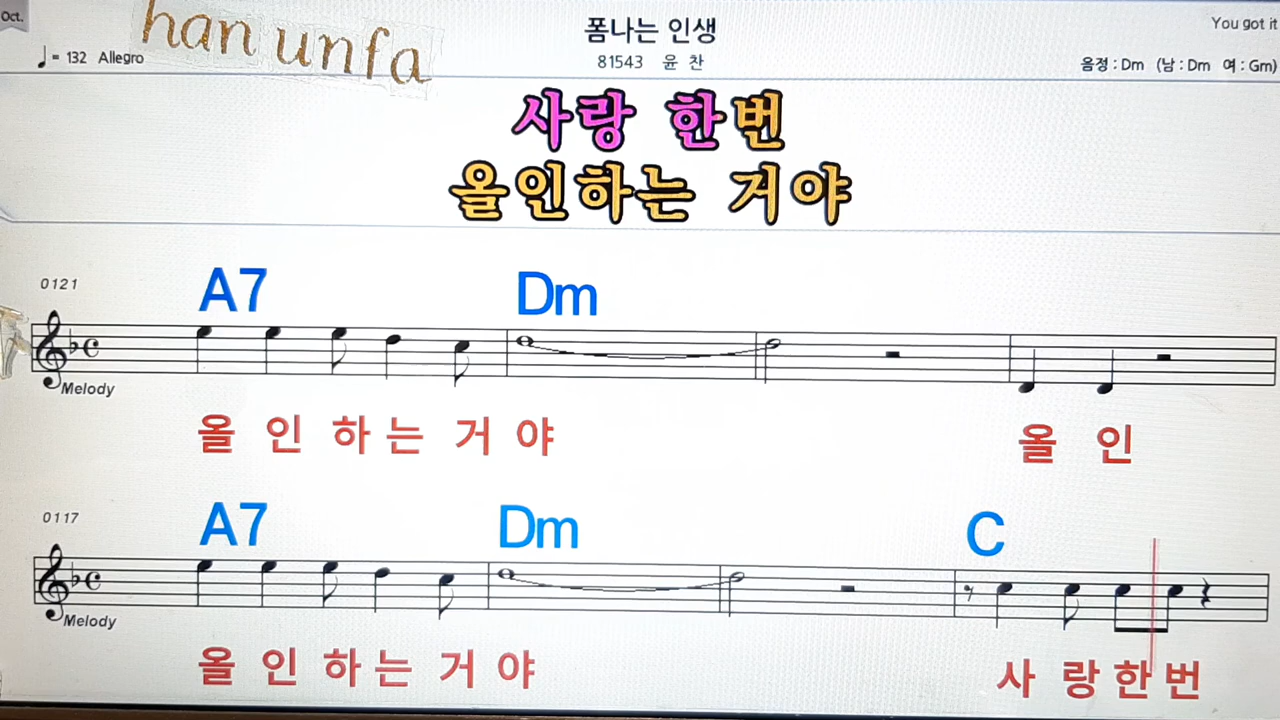 Oct.
han unfa
폼나는 인생
You got it
♩= 132 Allegro
81543 윤 찬
음정 : Dm (남 : Dm 여 : Gm)
사랑 한번
올인하는 거야
0121
A7 Dm
Melody
올 인 하 는 거 야 올 인
0117
A7 Dm C
Melody
올 인 하 는 거 야 사 랑 한 번